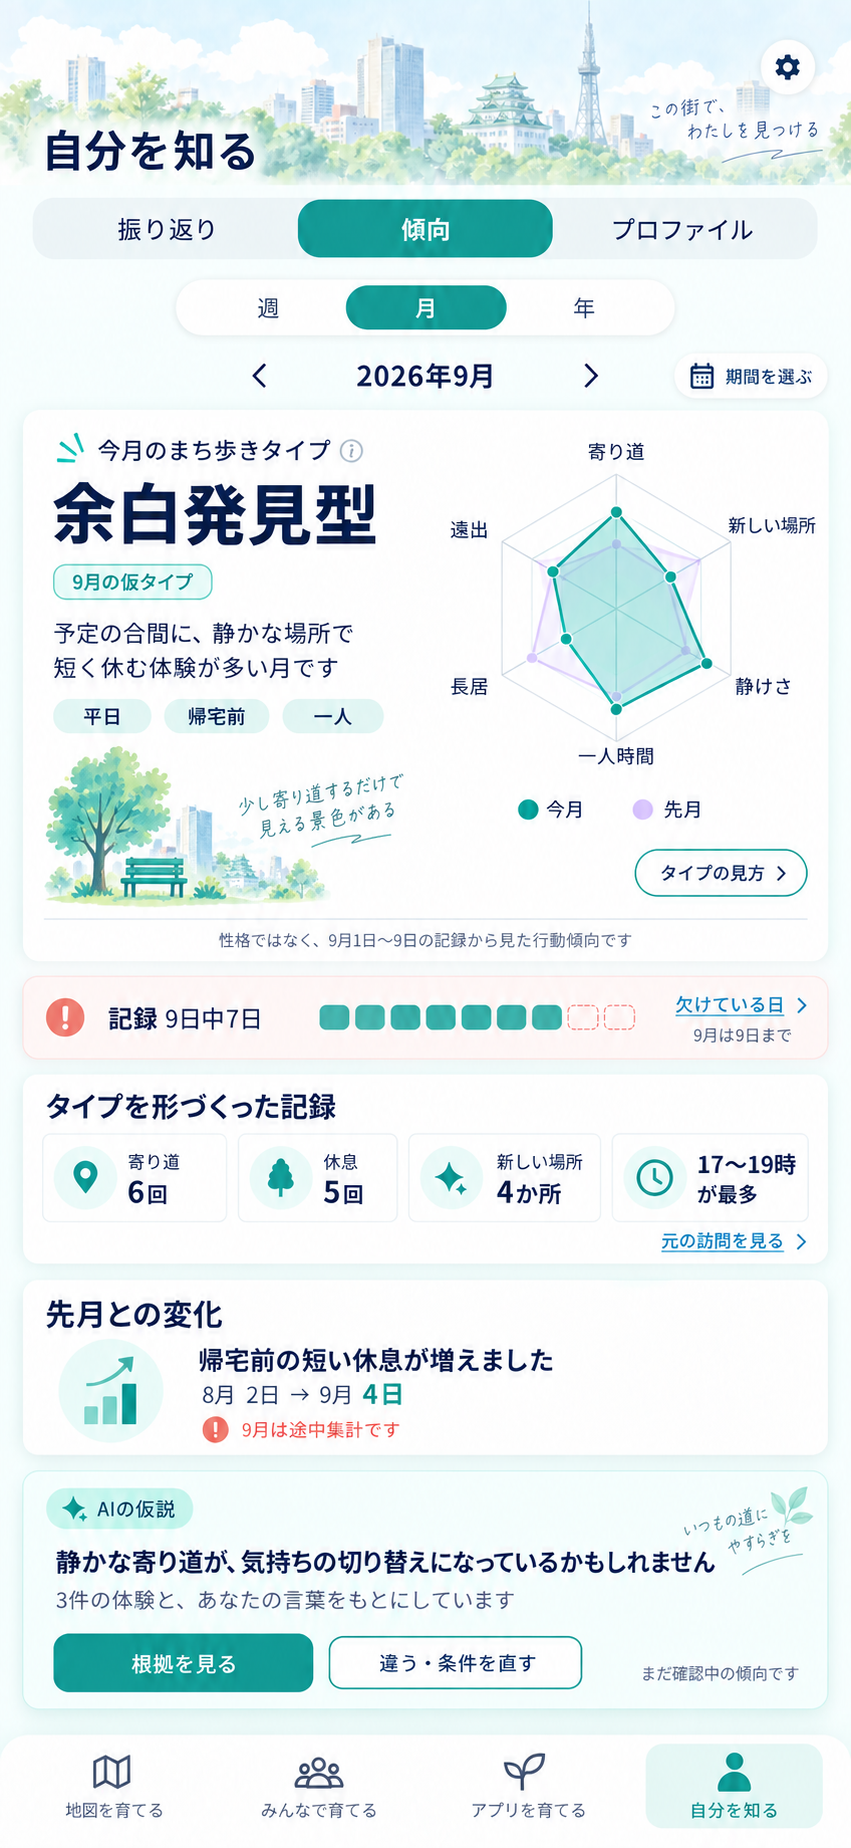 この街で、
わたしを見つける
自分を知る
振り返り
傾向
プロファイル
週
月
年
2026年9月
期間を選ぶ
今月のまち歩きタイプ
余白発見型
9月の仮タイプ
予定の合間に、静かな場所で
短く休む体験が多い月です
平日
帰宅前
一人
少し寄り道するだけで
見える景色がある
寄り道
新しい場所
静けさ
一人時間
長居
遠出
今月
先月
タイプの見方
性格ではなく、9月1日〜9日の記録から見た行動傾向です
記録 9日中7日
欠けている日
9月は9日まで
タイプを形づくった記録
寄り道
6回
休息
5回
新しい場所
4か所
17〜19時
が最多
元の訪問を見る
先月との変化
帰宅前の短い休息が増えました
8月 2日 → 9月 4日
9月は途中集計です
AIの仮説
いつもの道に
やすらぎを
静かな寄り道が、気持ちの切り替えになっているかもしれません
3件の体験と、あなたの言葉をもとにしています
根拠を見る
違う・条件を直す
まだ確認中の傾向です
地図を育てる
みんなで育てる
アプリを育てる
自分を知る